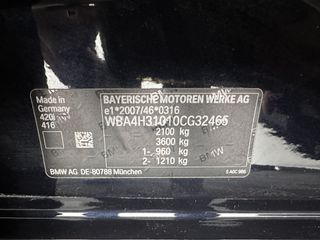 Made in
Germany
420i
416
BAYERISCHE MOTOREN WERKE AG
e1*2007/46*0316
WBA4H31010CG32465
2100 kg
3600 kg
1- 960 kg
2- 1210 kg
BMW AG DE-80788 München